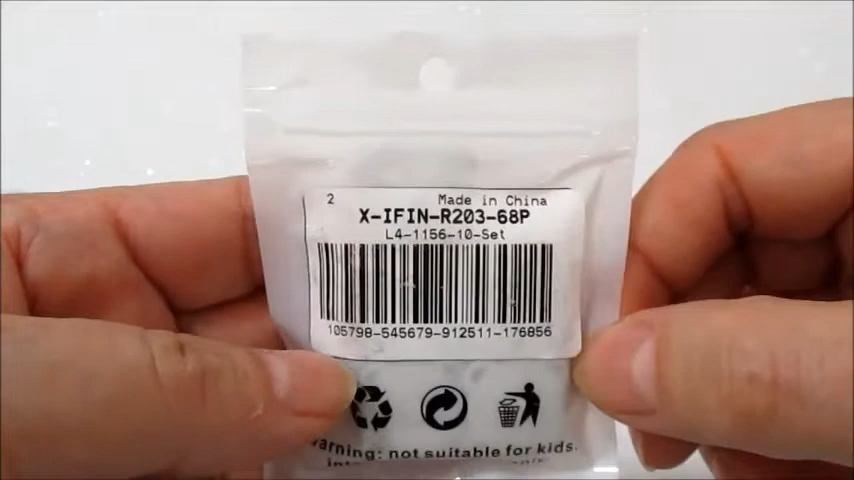 2 Made in China
X-IFIN-R203-68P
L4-1156-10-Set
105798-545679-912511-176856
Warning: not suitable for kids.